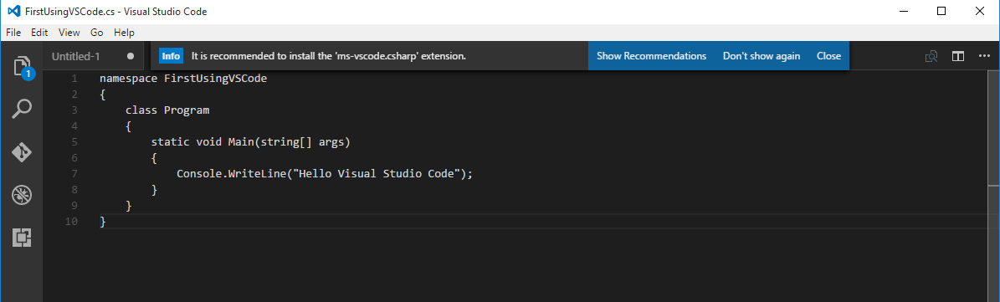 FirstUsingVSCode.cs - Visual Studio Code
File Edit View Go Help
Untitled-1 Info It is recommended to install the 'ms-vscode.csharp' extension. Show Recommendations Don't show again Close
1
1 namespace FirstUsingVSCode
2 {
3     class Program
4     {
5         static void Main(string[] args)
6         {
7             Console.WriteLine("Hello Visual Studio Code");
8         }
9     }
10 }